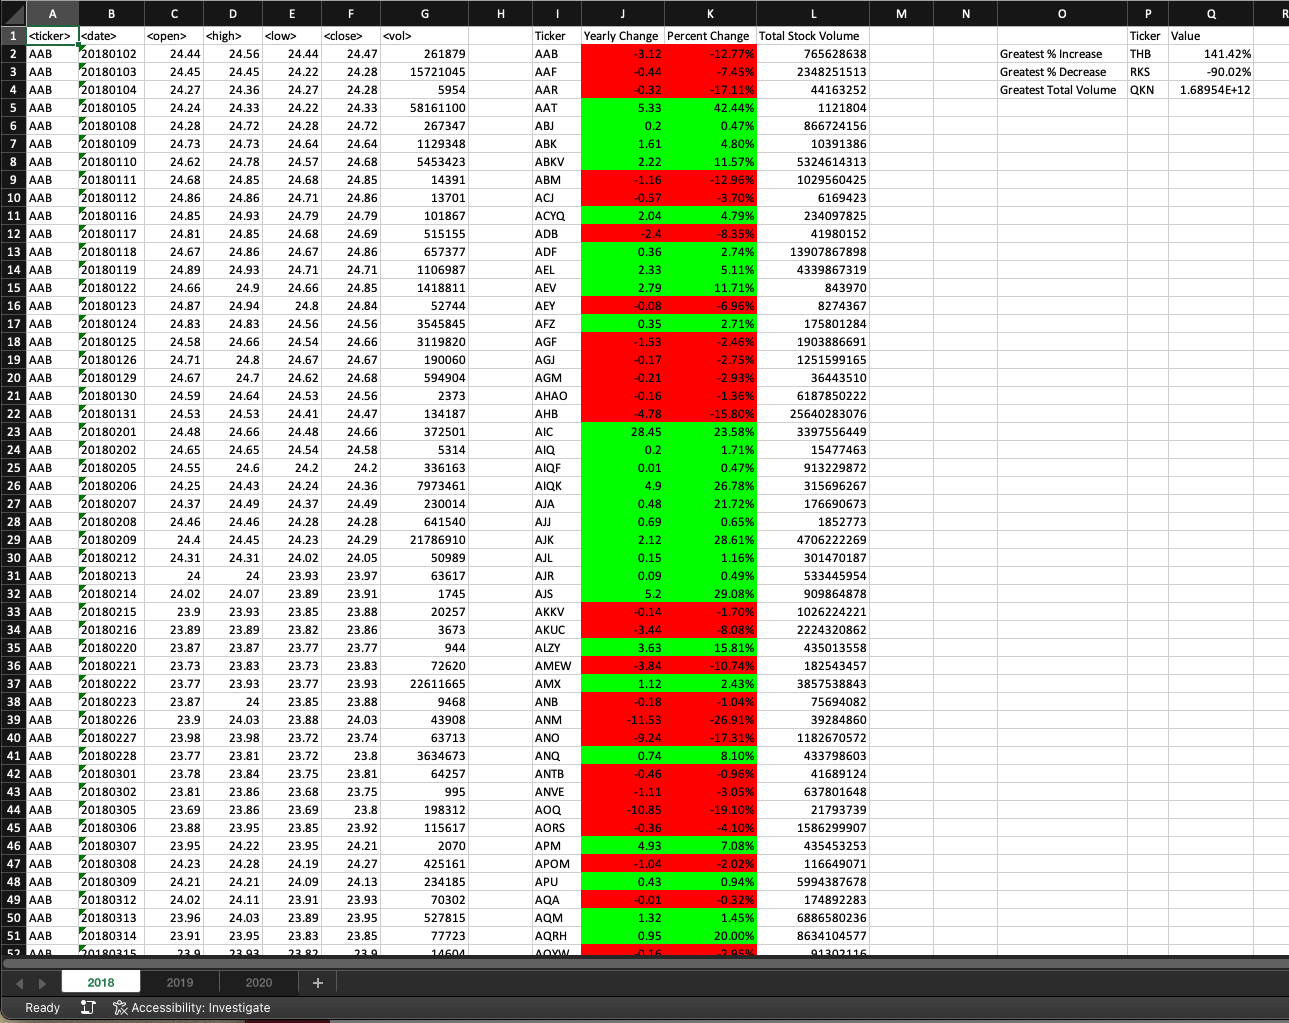 A B C D E F G H I J K L M N O P Q R
1 <ticker> <date> <open> <high> <low> <close> <vol> Ticker Yearly Change Percent Change Total Stock Volume Ticker Value
2 AAB 20180102 24.44 24.56 24.44 24.47 261879 AAB -3.12 -12.77% 765628638 Greatest % Increase THB 141.42%
3 AAB 20180103 24.45 24.45 24.22 24.28 15721045 AAF -0.44 -7.45% 2348251513 Greatest % Decrease RKS -90.02%
4 AAB 20180104 24.27 24.36 24.27 24.28 5954 AAR -0.32 -17.11% 44163252 Greatest Total Volume QKN 1.68954E+12
5 AAB 20180105 24.24 24.33 24.22 24.33 58161100 AAT 5.33 42.44% 1121804
6 AAB 20180108 24.28 24.72 24.28 24.72 267347 ABJ 0.2 0.47% 866724156
7 AAB 20180109 24.73 24.73 24.64 24.64 1129348 ABK 1.61 4.80% 10391386
8 AAB 20180110 24.62 24.78 24.57 24.68 5453423 ABKV 2.22 11.57% 5324614313
9 AAB 20180111 24.68 24.85 24.68 24.85 14391 ABM -1.16 -12.96% 1029560425
10 AAB 20180112 24.86 24.86 24.71 24.86 13701 ACJ -0.57 -3.70% 6169423
11 AAB 20180116 24.85 24.93 24.79 24.79 101867 ACYQ 2.04 4.79% 234097825
12 AAB 20180117 24.81 24.85 24.68 24.69 515155 ADB -2.4 -8.35% 41980152
13 AAB 20180118 24.67 24.86 24.67 24.86 657377 ADF 0.36 2.74% 13907867898
14 AAB 20180119 24.89 24.93 24.71 24.71 1106987 AEL 2.33 5.11% 4339867319
15 AAB 20180122 24.66 24.9 24.66 24.85 1418811 AEV 2.79 11.71% 843970
16 AAB 20180123 24.87 24.94 24.8 24.84 52744 AEY -0.08 -6.96% 8274367
17 AAB 20180124 24.83 24.83 24.56 24.56 3545845 AFZ 0.35 2.71% 175801284
18 AAB 20180125 24.58 24.66 24.54 24.66 3119820 AGF -1.53 -2.46% 1903886691
19 AAB 20180126 24.71 24.8 24.67 24.67 190060 AGJ -0.17 -2.75% 1251599165
20 AAB 20180129 24.67 24.7 24.62 24.68 594904 AGM -0.21 -2.93% 36443510
21 AAB 20180130 24.59 24.64 24.53 24.56 2373 AHAO -0.16 -1.36% 6187850222
22 AAB 20180131 24.53 24.53 24.41 24.47 134187 AHB -4.78 -15.80% 25640283076
23 AAB 20180201 24.48 24.66 24.48 24.66 372501 AIC 28.45 23.58% 3397556449
24 AAB 20180202 24.65 24.65 24.54 24.58 5314 AIQ 0.2 1.71% 15477463
25 AAB 20180205 24.55 24.6 24.2 24.2 336163 AIQF 0.01 0.47% 913229872
26 AAB 20180206 24.25 24.43 24.24 24.36 7973461 AIQK 4.9 26.78% 315696267
27 AAB 20180207 24.37 24.49 24.37 24.49 230014 AJA 0.48 21.72% 176690673
28 AAB 20180208 24.46 24.46 24.28 24.28 641540 AJJ 0.69 0.65% 1852773
29 AAB 20180209 24.4 24.45 24.23 24.29 21786910 AJK 2.12 28.61% 4706222269
30 AAB 20180212 24.31 24.31 24.02 24.05 50989 AJL 0.15 1.16% 301470187
31 AAB 20180213 24 24 23.93 23.97 63617 AJR 0.09 0.49% 533445954
32 AAB 20180214 24.02 24.07 23.89 23.91 1745 AJS 5.2 29.08% 909864878
33 AAB 20180215 23.9 23.93 23.85 23.88 20257 AKKV -0.14 -1.70% 1026224221
34 AAB 20180216 23.89 23.89 23.82 23.86 3673 AKUC -3.44 -8.08% 2224320862
35 AAB 20180220 23.87 23.87 23.77 23.77 944 ALZY 3.63 15.81% 435013558
36 AAB 20180221 23.73 23.83 23.73 23.83 72620 AMEW -3.84 -10.74% 182543457
37 AAB 20180222 23.77 23.93 23.77 23.93 22611665 AMX 1.12 2.43% 3857538843
38 AAB 20180223 23.87 24 23.85 23.88 9468 ANB -0.18 -1.04% 75694082
39 AAB 20180226 23.9 24.03 23.88 24.03 43908 ANM -11.53 -26.91% 39284860
40 AAB 20180227 23.98 23.98 23.72 23.74 63713 ANO -9.24 -17.31% 1182670572
41 AAB 20180228 23.77 23.81 23.72 23.8 3634673 ANQ 0.74 8.10% 433798603
42 AAB 20180301 23.78 23.84 23.75 23.81 64257 ANTB -0.46 -0.96% 41689124
43 AAB 20180302 23.81 23.86 23.68 23.75 995 ANVE -1.11 -3.05% 637801648
44 AAB 20180305 23.69 23.86 23.69 23.8 198312 AOQ -10.85 -19.10% 21793739
45 AAB 20180306 23.88 23.95 23.85 23.92 115617 AORS -0.36 -4.10% 1586299907
46 AAB 20180307 23.95 24.22 23.95 24.21 2070 APM 4.93 7.08% 435453253
47 AAB 20180308 24.23 24.28 24.19 24.27 425161 APOM -1.04 -2.02% 116649071
48 AAB 20180309 24.21 24.21 24.09 24.13 234185 APU 0.43 0.94% 5994387678
49 AAB 20180312 24.02 24.11 23.91 23.93 70302 AQA -0.01 -0.32% 174892283
50 AAB 20180313 23.96 24.03 23.89 23.95 527815 AQM 1.32 1.45% 6886580236
51 AAB 20180314 23.91 23.95 23.83 23.85 77723 AQRH 0.95 20.00% 8634104577
52 AAB 20180315 23.9 23.93 23.82 23.9 14604 AQYW -0.16 -2.95% 91302116
2018 2019 2020 +
Ready Accessibility: Investigate